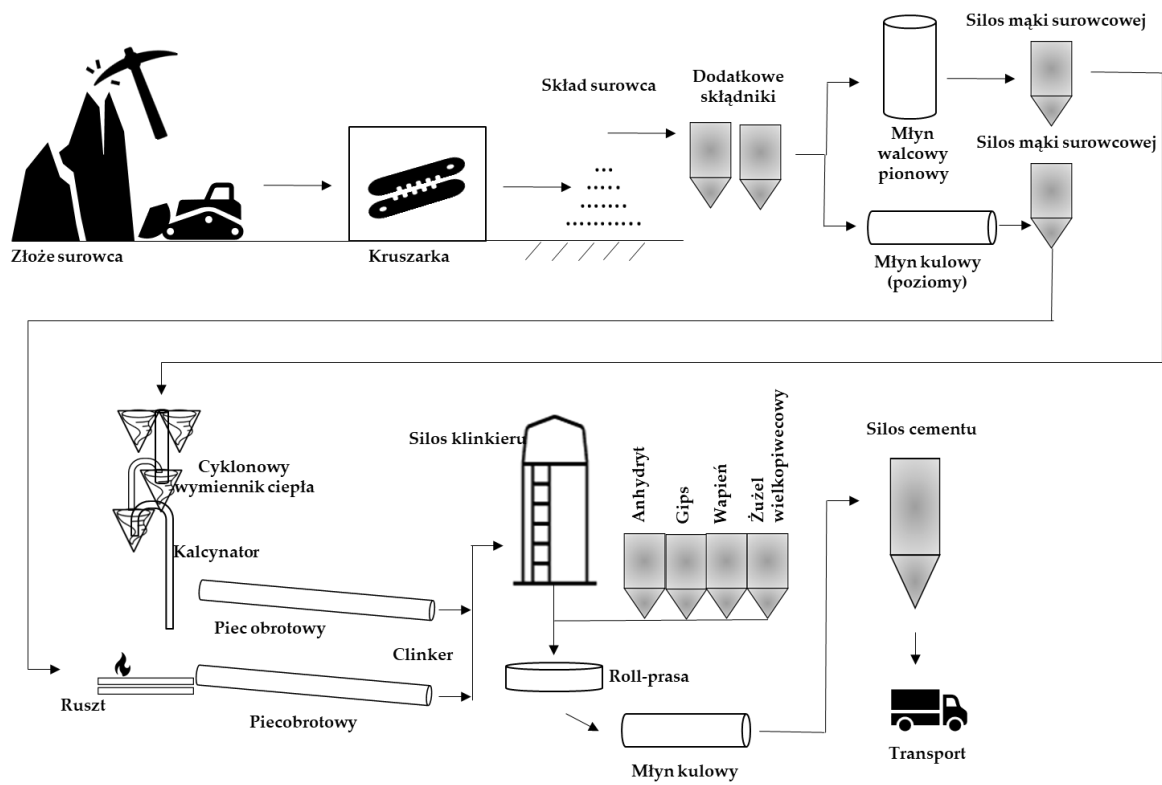 Silos mąki surowcowej
Skład surowca
Dodatkowe
skłądniki
Młyn
walcowy
pionowy
Silos mąki surowcowej
Złoże surowca
Kruszarka
Młyn kulowy
(poziomy)
Cyklonowy
wymiennik ciepła
Kalcynator
Piec obrotowy
Clinker
Ruszt
Piecobrotowy
Silos klinkieru
Anhydryt
Gips
Wapień
Żużel
wielkopiwecowy
Silos cementu
Roll-prasa
Młyn kulowy
Transport